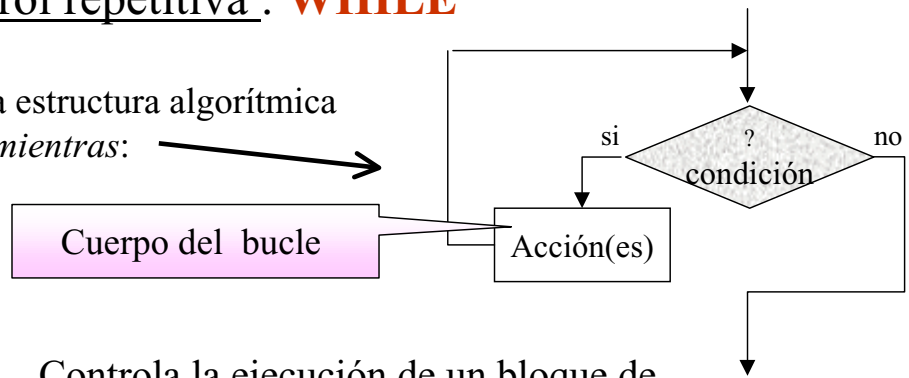 rol repetitiva : WHILE
a estructura algorítmica
mientras:
si
?
no
condición
Cuerpo del bucle
Acción(es)
Controla la ejecución de un bloque de